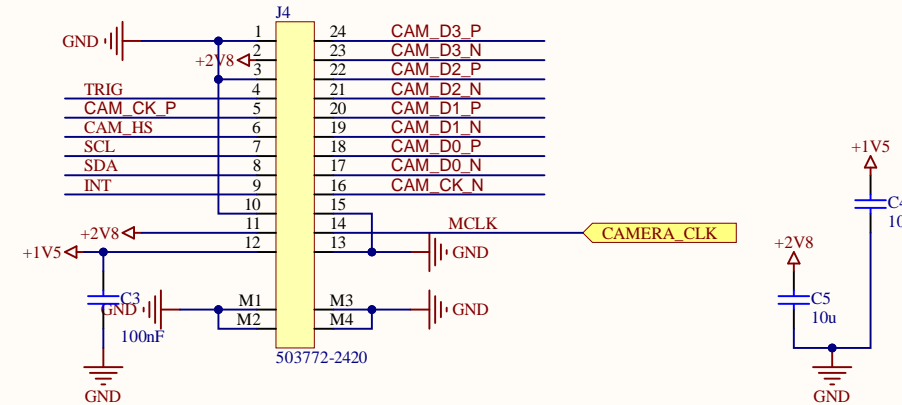 J4
GND 1 24 CAM_D3_P
+2V8 2 23 CAM_D3_N
3 22 CAM_D2_P
TRIG 4 21 CAM_D2_N
CAM_CK_P 5 20 CAM_D1_P
CAM_HS 6 19 CAM_D1_N
SCL 7 18 CAM_D0_P
SDA 8 17 CAM_D0_N
INT 9 16 CAM_CK_N
10 15
+2V8 11 14 MCLK CAMERA_CLK
+1V5 12 13 GND
C3
100nF
GND
GND M1 M3 GND
M2 M4
503772-2420
+1V5
+2V8
C5
10u
GND